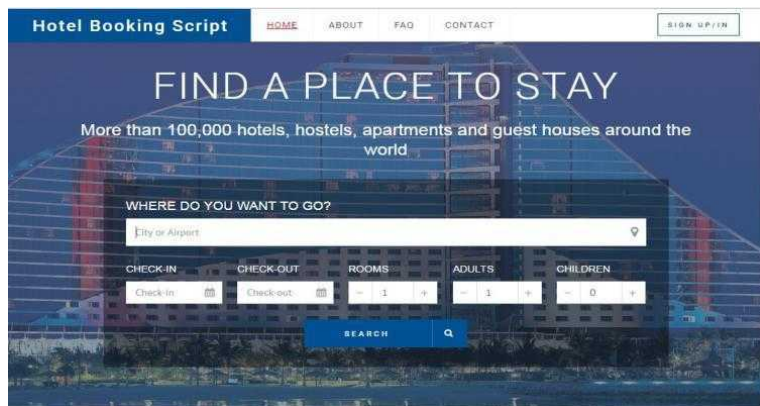 Hotel Booking Script
HOME ABOUT FAQ CONTACT SIGN UP/IN
FIND A PLACE TO STAY
More than 100,000 hotels, hostels, apartments and guest houses around the
world
WHERE DO YOU WANT TO GO?
City or Airport
CHECK-IN CHECK-OUT ROOMS ADULTS CHILDREN
Check-in Check-out - 1 + - 1 + - 0 +
SEARCH